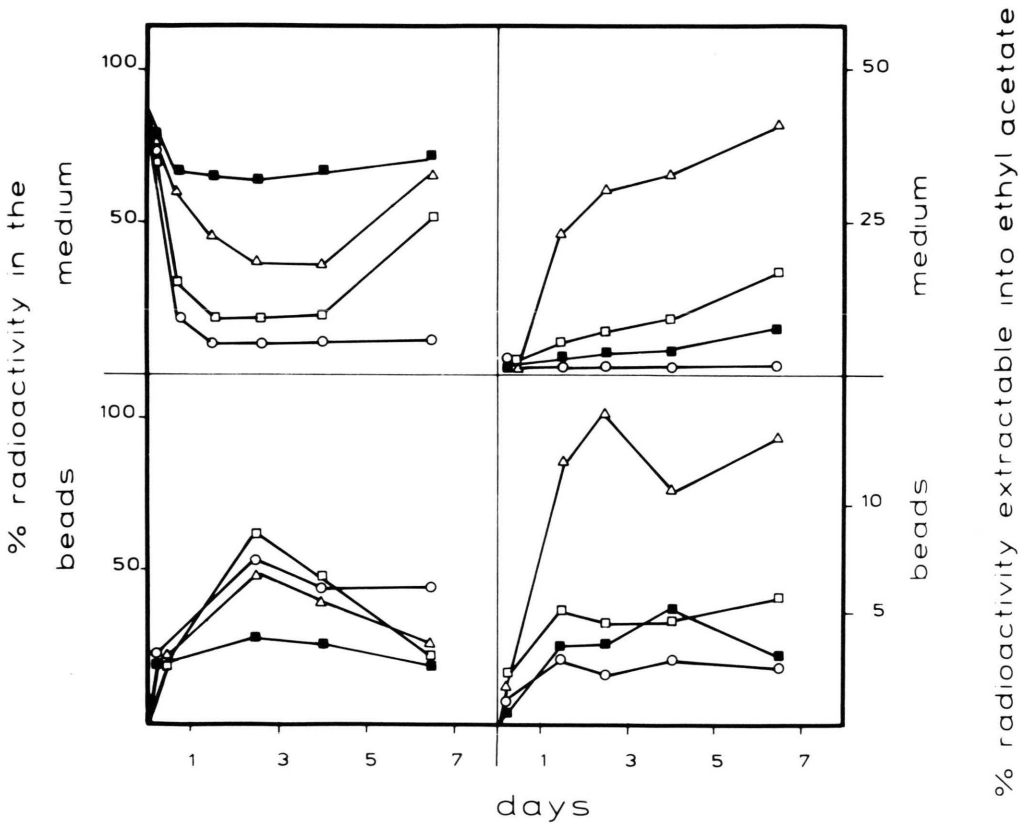 % radioactivity in the
medium
beads
100
50
100
50
50
25
10
5
medium
beads
% radioactivity extractable into ethyl acetate
1 3 5 7 1 3 5 7
days